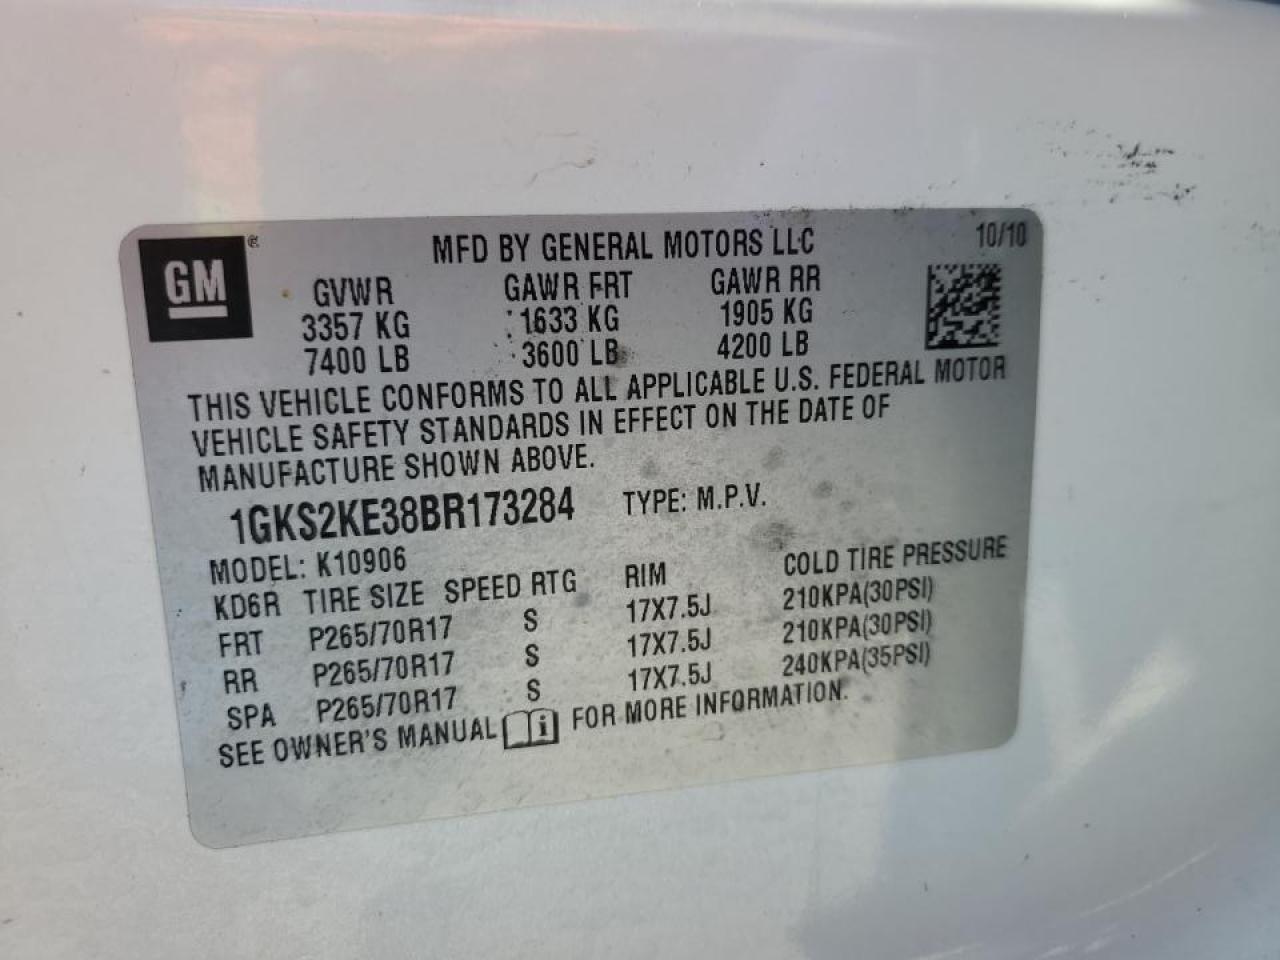 GM ®
MFD BY GENERAL MOTORS LLC 10/10
GVWR GAWR FRT GAWR RR
3357 KG 1633 KG 1905 KG
7400 LB 3600 LB 4200 LB
THIS VEHICLE CONFORMS TO ALL APPLICABLE U.S. FEDERAL MOTOR
VEHICLE SAFETY STANDARDS IN EFFECT ON THE DATE OF
MANUFACTURE SHOWN ABOVE.
1GKS2KE38BR173284 TYPE: M.P.V.
MODEL: K10906
KD6R TIRE SIZE SPEED RTG RIM COLD TIRE PRESSURE
FRT P265/70R17 S 17X7.5J 210KPA(30PSI)
RR P265/70R17 S 17X7.5J 210KPA(30PSI)
SPA P265/70R17 S 17X7.5J 240KPA(35PSI)
SEE OWNER'S MANUAL i FOR MORE INFORMATION.